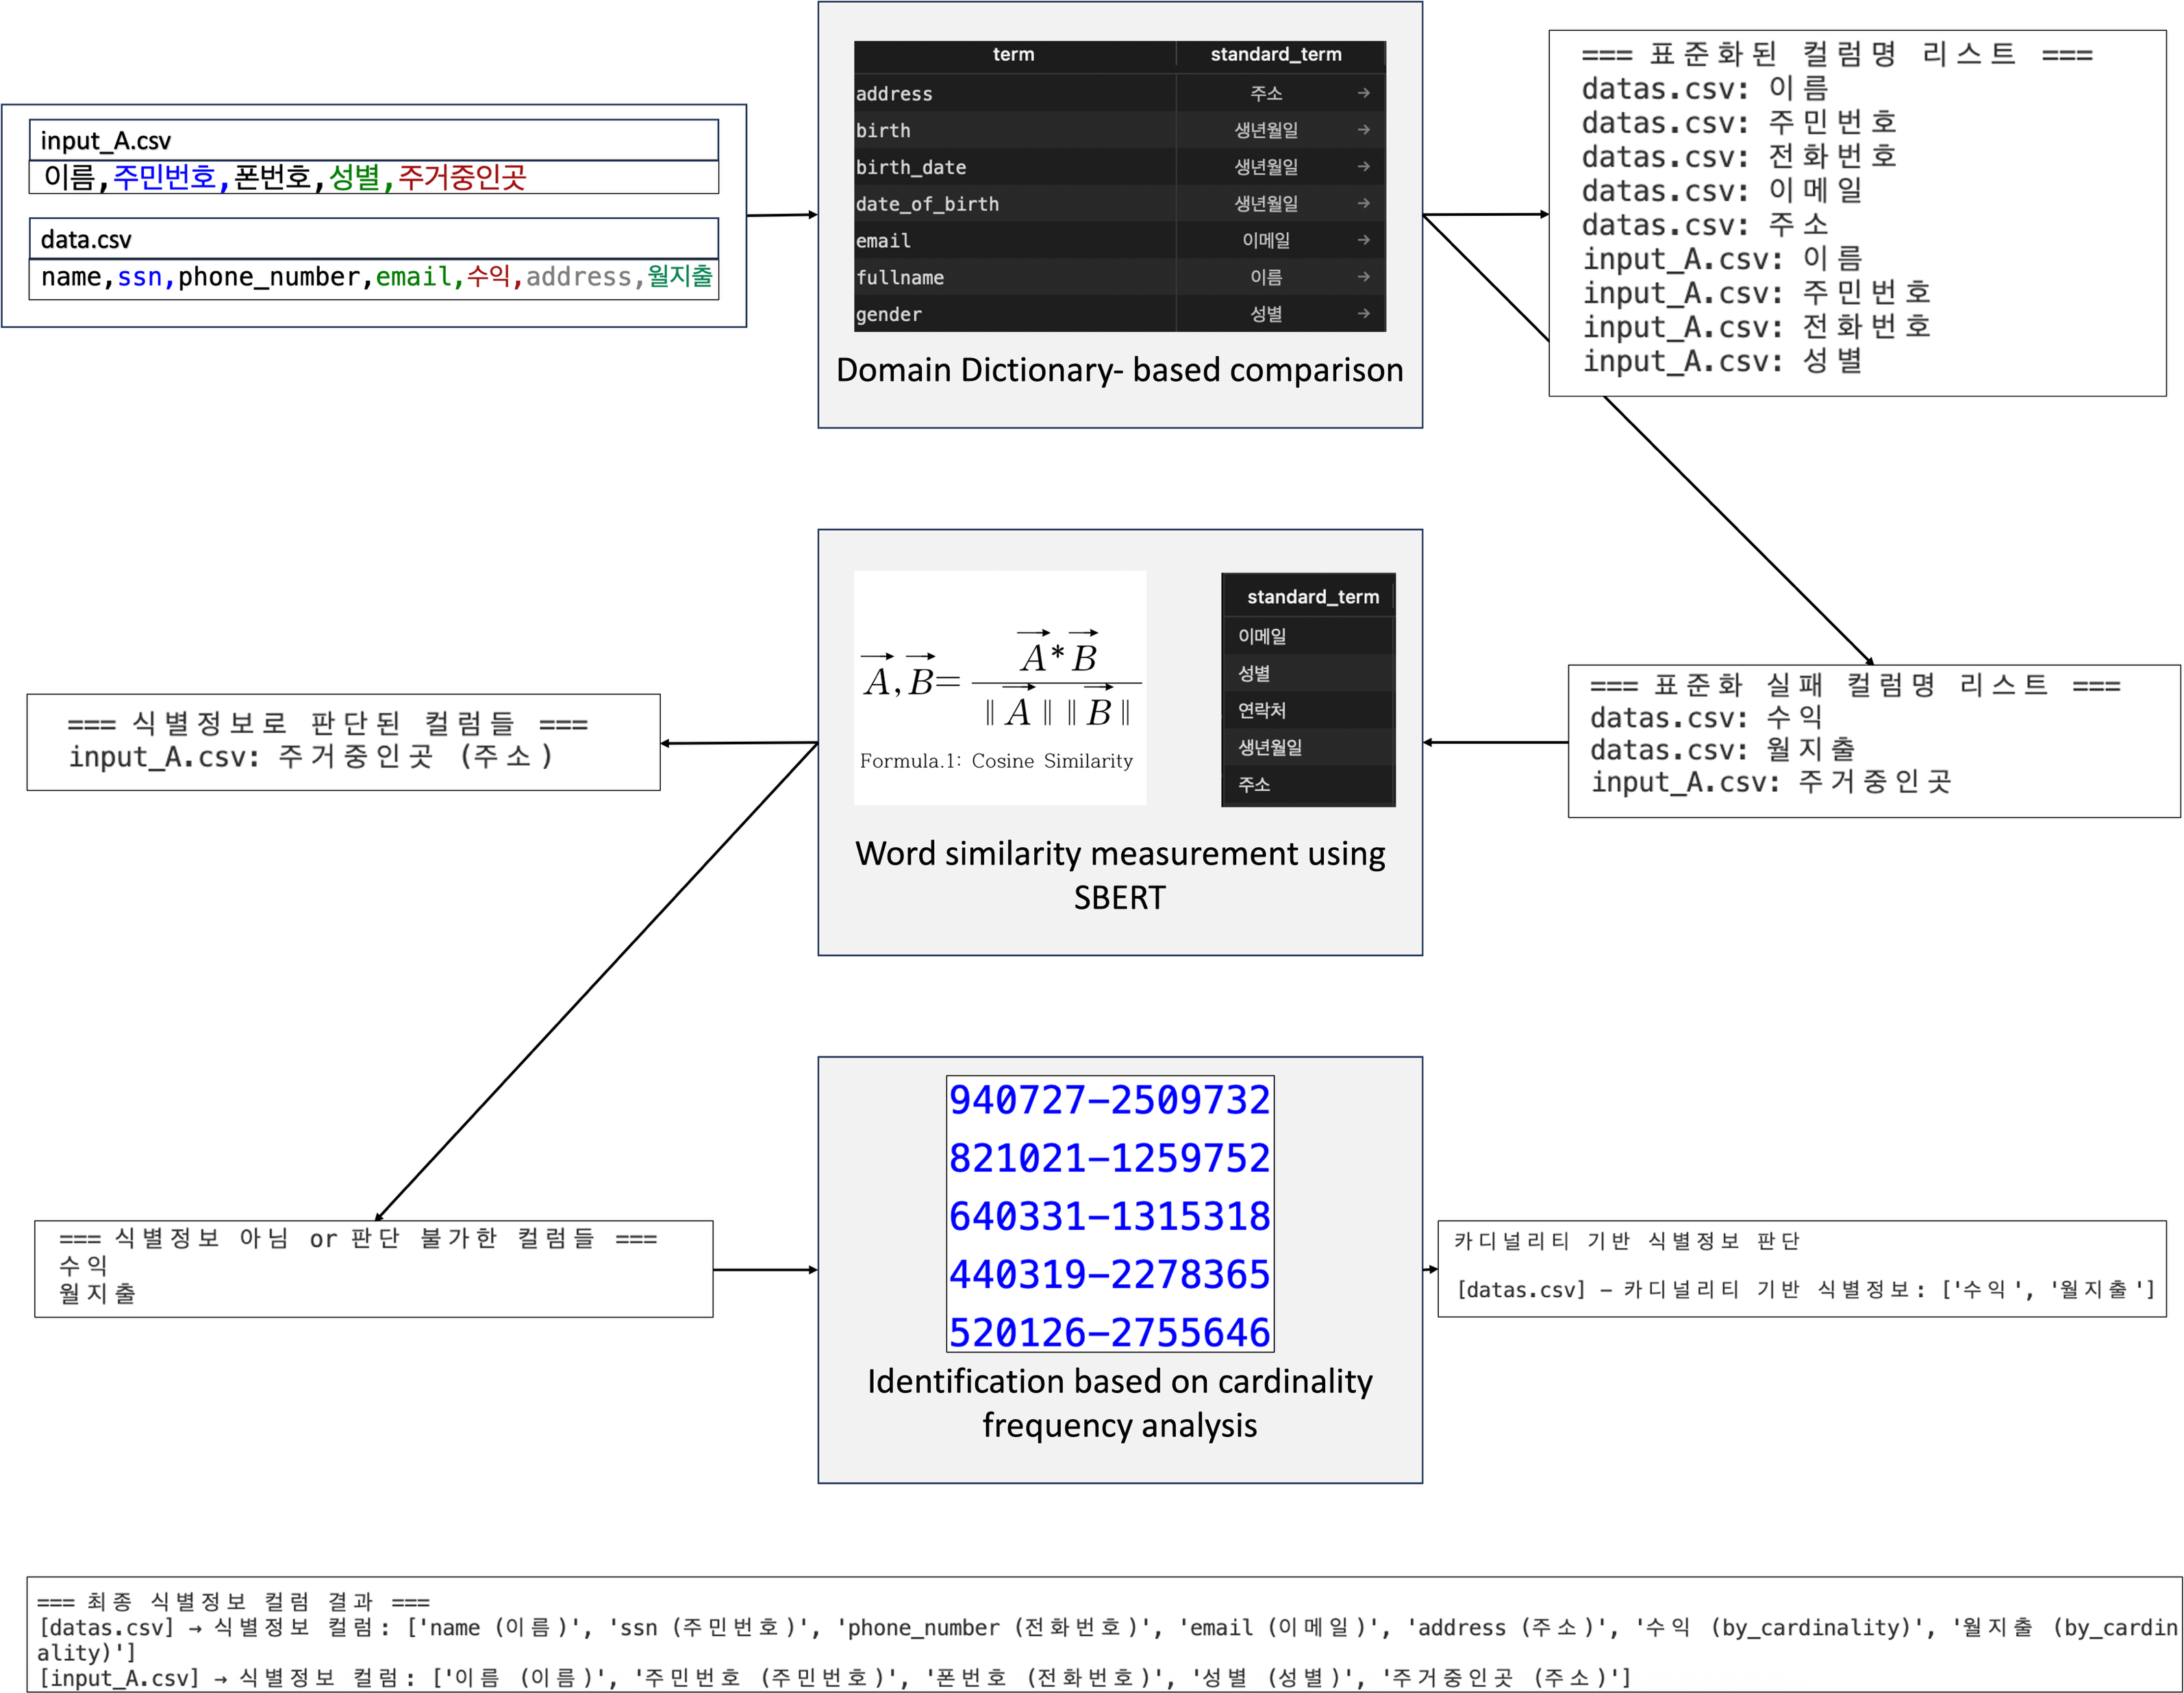 input_A.csv
이름,주민번호,폰번호,성별,주거중인곳
data.csv
name,ssn,phone_number,email,수익,address,월지출
term standard_term
address 주소 →
birth 생년월일 →
birth_date 생년월일 →
date_of_birth 생년월일 →
email 이메일 →
fullname 이름 →
gender 성별 →
Domain Dictionary- based comparison
=== 표준화된 컬럼명 리스트 ===
datas.csv: 이름
datas.csv: 주민번호
datas.csv: 전화번호
datas.csv: 이메일
datas.csv: 주소
input_A.csv: 이름
input_A.csv: 주민번호
input_A.csv: 전화번호
input_A.csv: 성별
=== 표준화 실패 컬럼명 리스트 ===
datas.csv: 수익
datas.csv: 월지출
input_A.csv: 주거중인곳
A, B= A*B / ‖A‖‖B‖
Formula.1: Cosine Similarity
standard_term
이메일
성별
연락처
생년월일
주소
Word similarity measurement using
SBERT
=== 식별정보로 판단된 컬럼들 ===
input_A.csv: 주거중인곳 (주소)
=== 식별정보 아님 or 판단 불가한 컬럼들 ===
수익
월지출
940727-2509732
821021-1259752
640331-1315318
440319-2278365
520126-2755646
Identification based on cardinality
frequency analysis
카디널리티 기반 식별정보 판단
[datas.csv] - 카디널리티 기반 식별정보: ['수익', '월지출']
=== 최종 식별정보 컬럼 결과 ===
[datas.csv] → 식별정보 컬럼: ['name (이름)', 'ssn (주민번호)', 'phone_number (전화번호)', 'email (이메일)', 'address (주소)', '수익 (by_cardinality)', '월지출 (by_cardin
ality)']
[input_A.csv] → 식별정보 컬럼: ['이름 (이름)', '주민번호 (주민번호)', '폰번호 (전화번호)', '성별 (성별)', '주거중인곳 (주소)']